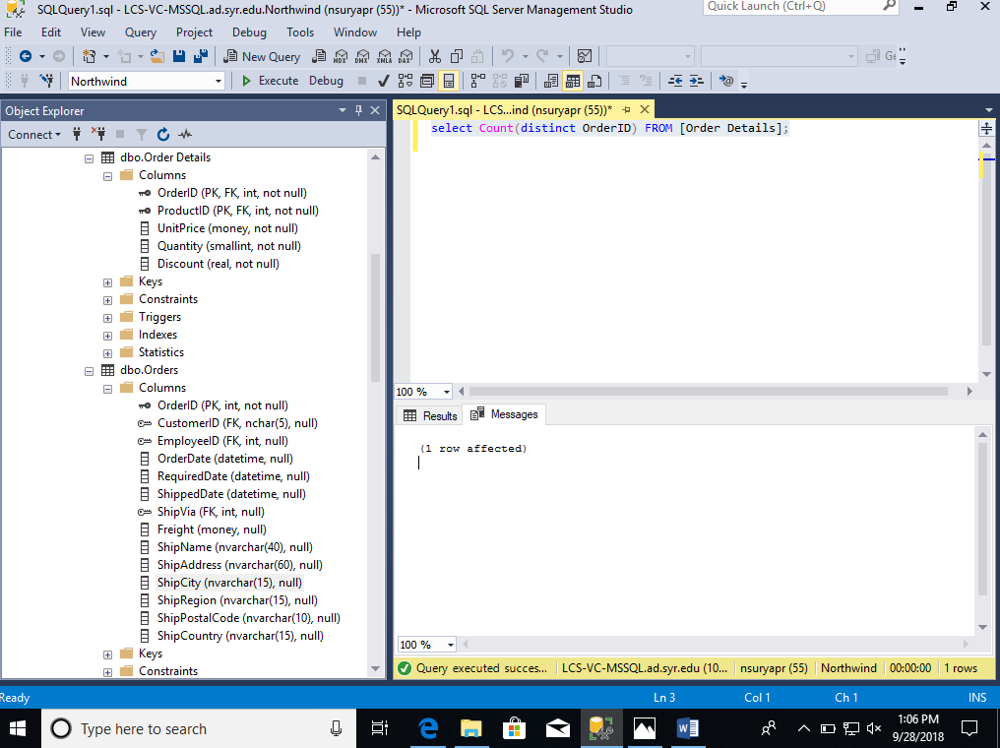 SQLQuery1.sql - LCS-VC-MSSQL.ad.syr.edu.Northwind (nsuryapr (55))* - Microsoft SQL Server Management Studio
Quick Launch (Ctrl+Q)
File Edit View Query Project Debug Tools Window Help
New Query
MDX DMX XMLA DAX
Northwind
Execute Debug
Object Explorer
Connect
dbo.Order Details
Columns
OrderID (PK, FK, int, not null)
ProductID (PK, FK, int, not null)
UnitPrice (money, not null)
Quantity (smallint, not null)
Discount (real, not null)
Keys
Constraints
Triggers
Indexes
Statistics
dbo.Orders
Columns
OrderID (PK, int, not null)
CustomerID (FK, nchar(5), null)
EmployeeID (FK, int, null)
OrderDate (datetime, null)
RequiredDate (datetime, null)
ShippedDate (datetime, null)
ShipVia (FK, int, null)
Freight (money, null)
ShipName (nvarchar(40), null)
ShipAddress (nvarchar(60), null)
ShipCity (nvarchar(15), null)
ShipRegion (nvarchar(15), null)
ShipPostalCode (nvarchar(10), null)
ShipCountry (nvarchar(15), null)
Keys
Constraints
SQLQuery1.sql - LCS...ind (nsuryapr (55))*
select Count(distinct OrderID) FROM [Order Details];
100 %
Results Messages
(1 row affected)
100 %
Query executed succes... LCS-VC-MSSQL.ad.syr.edu (10... nsuryapr (55) Northwind 00:00:00 1 rows
Ready Ln 3 Col 1 Ch 1 INS
Type here to search
1:06 PM
9/28/2018